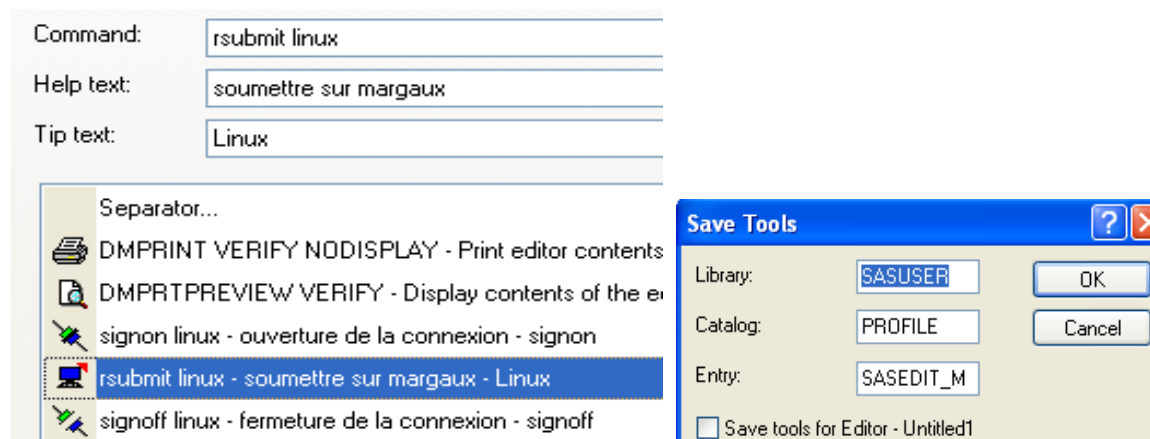 Command: rsubmit linux
Help text: soumettre sur margaux
Tip text: Linux
Separator...
DMPRINT VERIFY NODISPLAY - Print editor contents
DMPRTPREVIEW VERIFY - Display contents of the
signon linux - ouverture de la connexion - signon
rsubmit linux - soumettre sur margaux - Linux
signoff linux - fermeture de la connexion - signoff
Save Tools
Library: SASUSER OK
Catalog: PROFILE Cancel
Entry: SASEDIT_M
Save tools for Editor - Untitled1